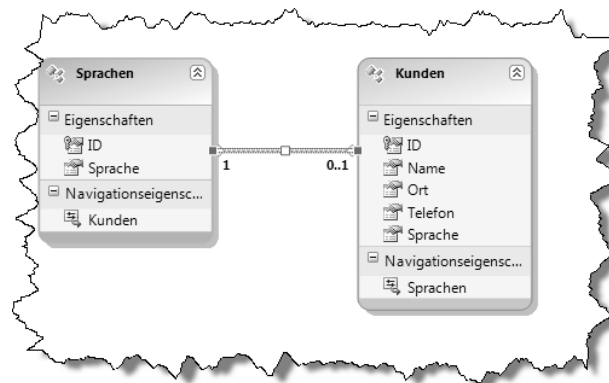 Sprachen
Eigenschaften
ID
Sprache
Navigationseigensc...
Kunden
1
0..1
Kunden
Eigenschaften
ID
Name
Ort
Telefon
Sprache
Navigationseigensc...
Sprachen